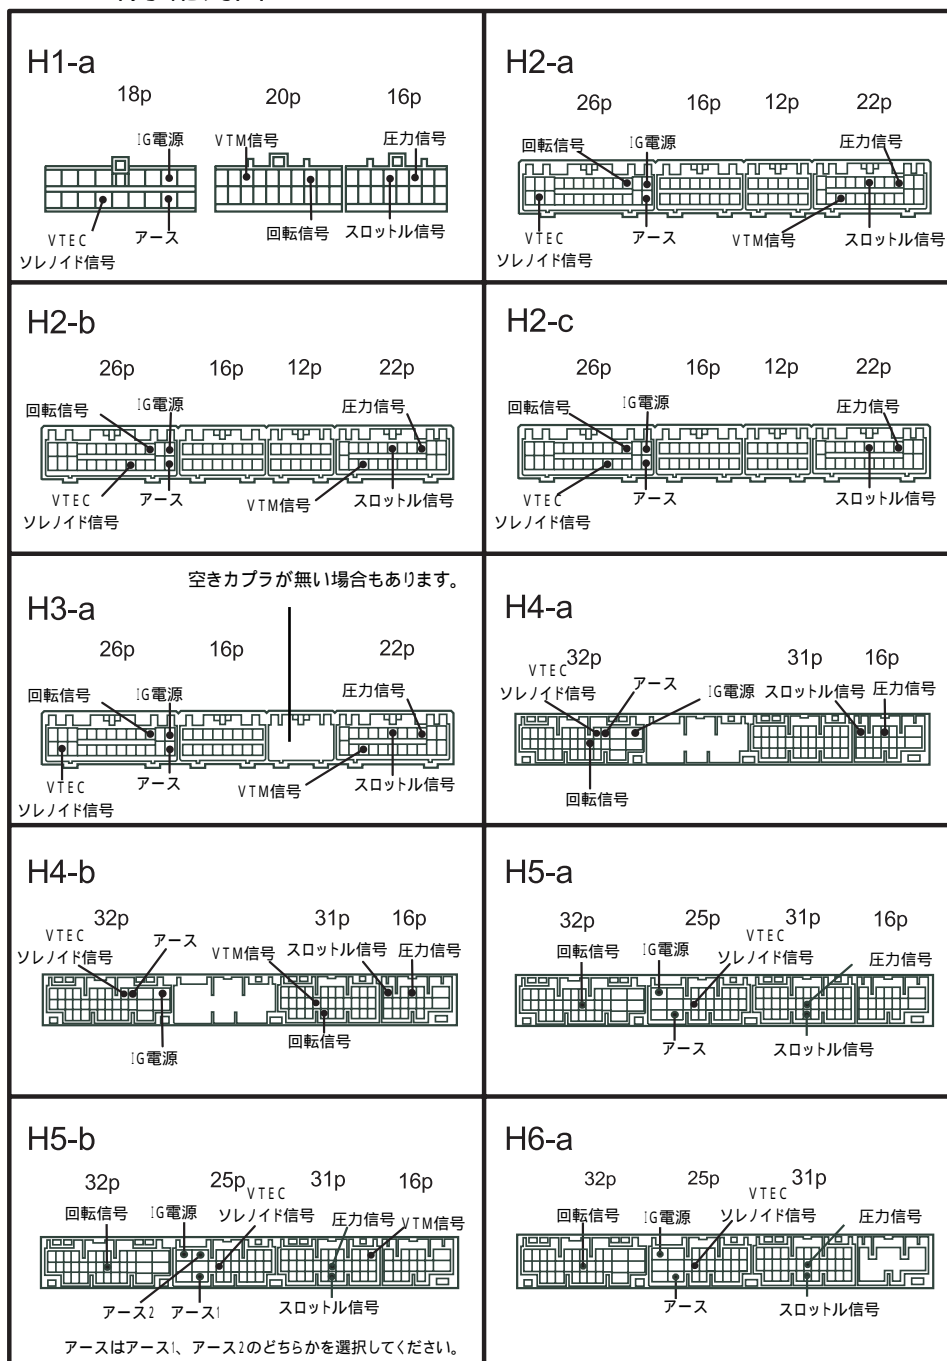 H1-a
18p 20p 16p
IG電源 VTM信号 圧力信号
VTEC
ソレノイド信号
アース 回転信号 スロットル信号
H2-a
26p 16p 12p 22p
回転信号 IG電源 圧力信号
VTEC
ソレノイド信号
アース VTM信号 スロットル信号
H2-b
26p 16p 12p 22p
回転信号 IG電源 圧力信号
VTEC
ソレノイド信号
アース VTM信号 スロットル信号
H2-c
26p 16p 12p 22p
回転信号 IG電源 圧力信号
VTEC
ソレノイド信号
アース スロットル信号
空きカプラが無い場合もあります。
H3-a
26p 16p 22p
回転信号 IG電源 圧力信号
VTEC
ソレノイド信号
アース VTM信号 スロットル信号
H4-a
32p 31p 16p
VTEC
ソレノイド信号
アース IG電源 スロットル信号 圧力信号
回転信号
H4-b
32p 31p 16p
VTEC
ソレノイド信号
アース VTM信号 スロットル信号 圧力信号
IG電源 回転信号
H5-a
32p 25p 31p 16p
回転信号 IG電源
VTEC
ソレノイド信号
圧力信号
アース スロットル信号
H5-b
32p 25p 31p 16p
回転信号 IG電源
VTEC
ソレノイド信号
圧力信号 VTM信号
アース2 アース1 スロットル信号
アースはアース1、アース2のどちらかを選択してください。
H6-a
32p 25p 31p
回転信号 IG電源
VTEC
ソレノイド信号
圧力信号
アース スロットル信号